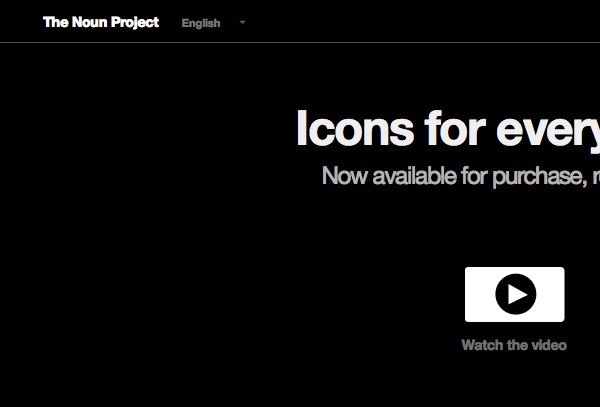 The Noun Project English
Icons for every
Now available for purchase,
Watch the video